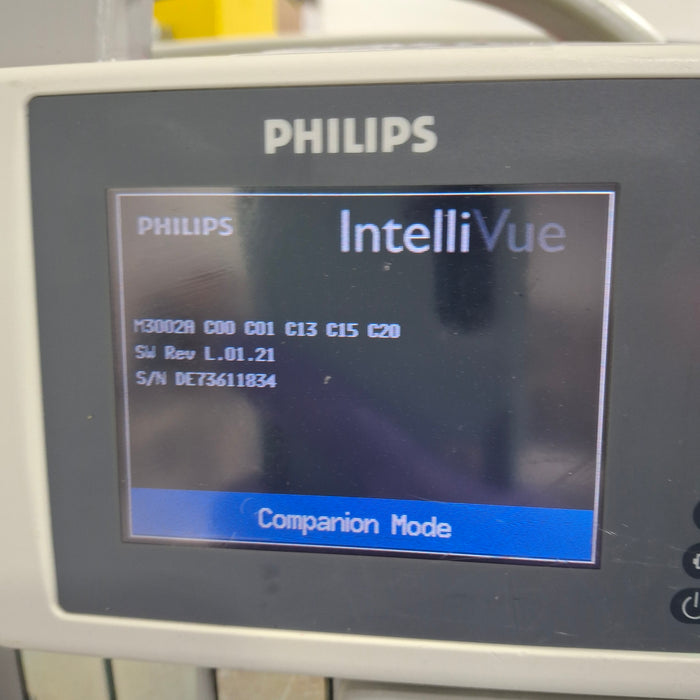 PHILIPS
PHILIPS IntelliVue
M3002A C00 C01 C13 C15 C20
SW Rev L.01.21
S/N DE73611834
Companion Mode